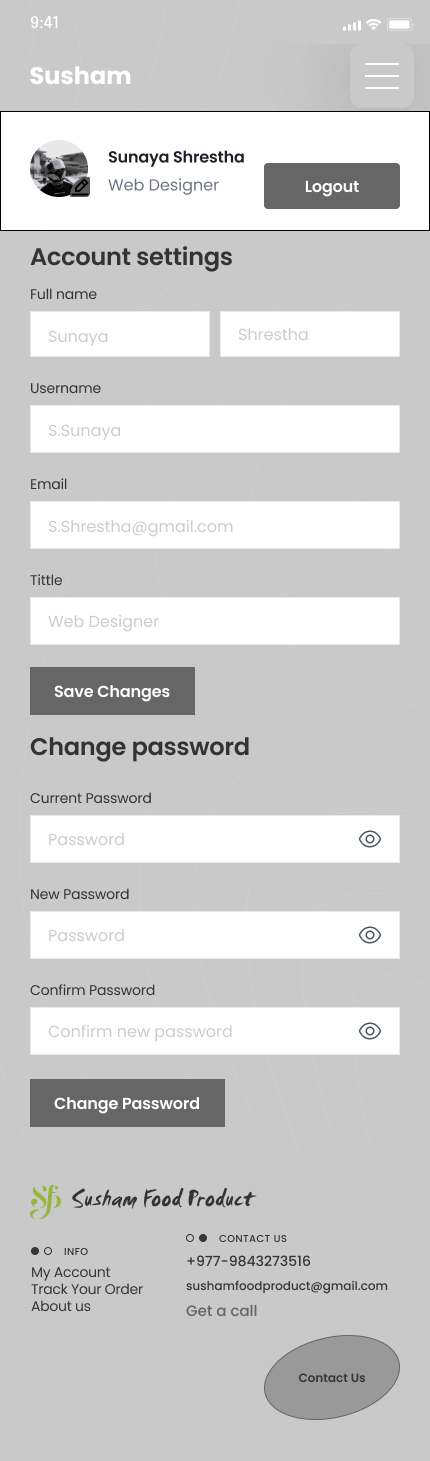 9:41
Susham
Sunaya Shrestha
Web Designer
Logout
Account settings
Full name
Sunaya
Shrestha
Username
S.Sunaya
Email
S.Shrestha@gmail.com
Tittle
Web Designer
Save Changes
Change password
Current Password
Password
New Password
Password
Confirm Password
Confirm new password
Change Password
Susham Food Product
INFO
My Account
Track Your Order
About us
CONTACT US
+977-9843273516
sushamfoodproduct@gmail.com
Get a call
Contact Us